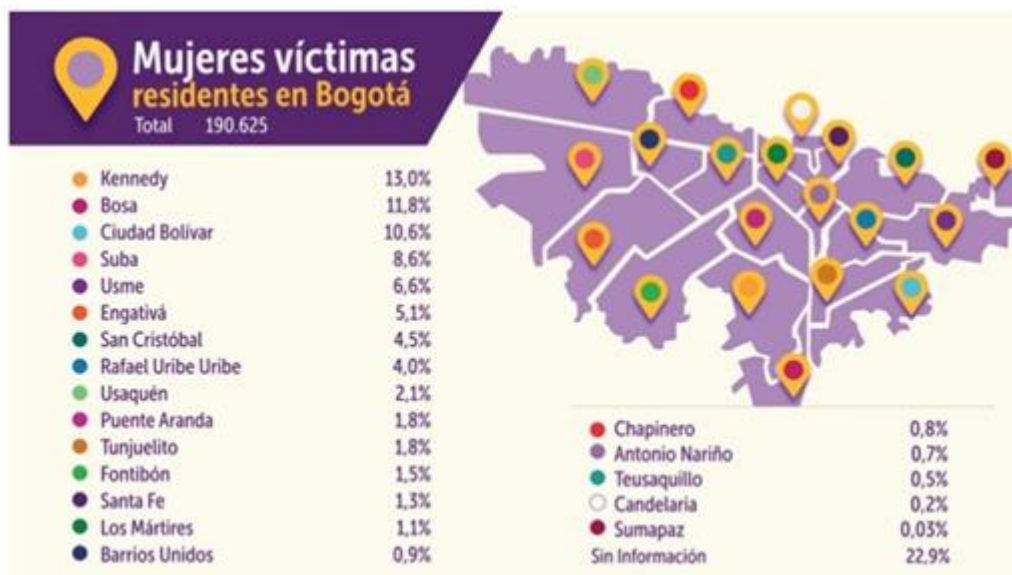 Mujeres víctimas
residentes en Bogotá
Total 190.625
Kennedy 13,0%
Bosa 11,8%
Ciudad Bolívar 10,6%
Suba 8,6%
Usme 6,6%
Engativá 5,1%
San Cristóbal 4,5%
Rafael Uribe Uribe 4,0%
Usaquén 2,1%
Puente Aranda 1,8%
Tunjuelito 1,8%
Fontibón 1,5%
Santa Fe 1,3%
Los Mártires 1,1%
Barrios Unidos 0,9%
Chapinero 0,8%
Antonio Nariño 0,7%
Teusaquillo 0,5%
Candelaria 0,2%
Sumapaz 0,03%
Sin Información 22,9%